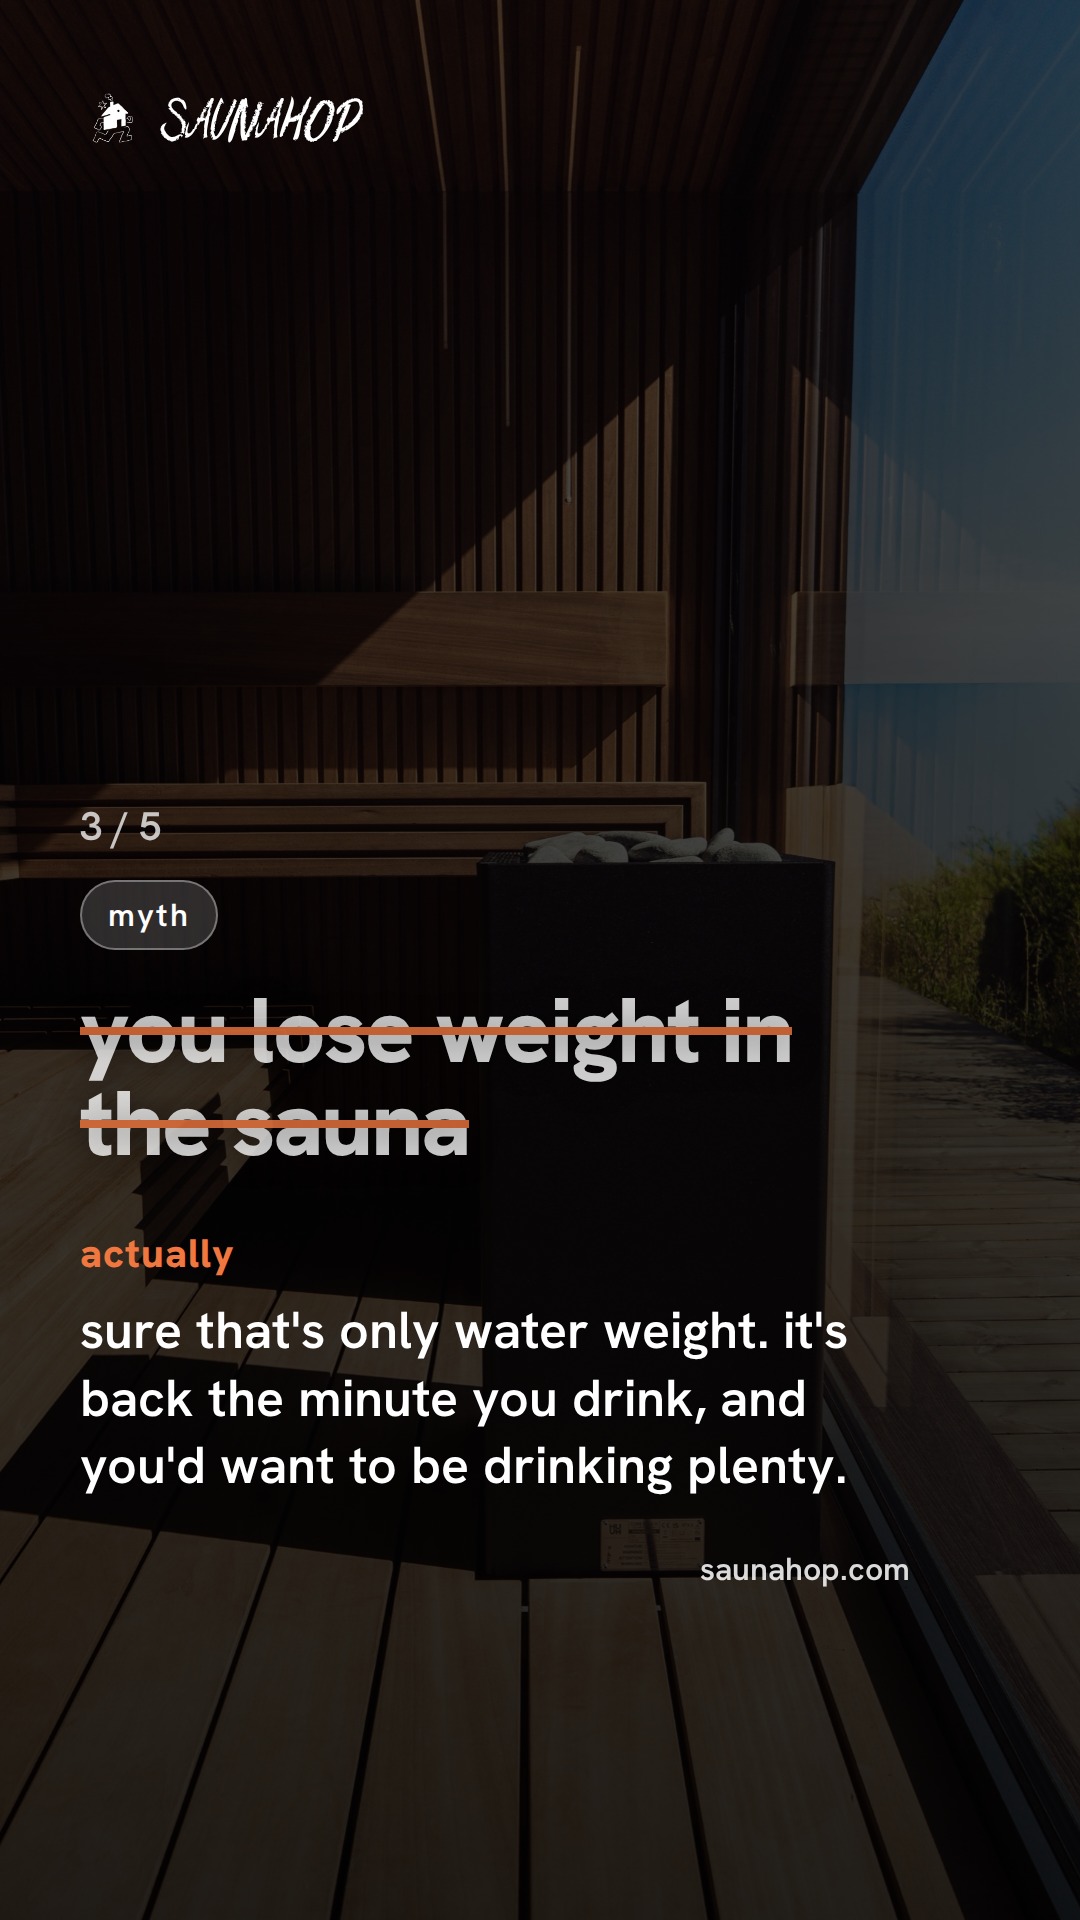 SAUNAHOP
3 / 5
myth
you lose weight in
the sauna
actually
sure that's only water weight. it's
back the minute you drink, and
you'd want to be drinking plenty.
saunahop.com